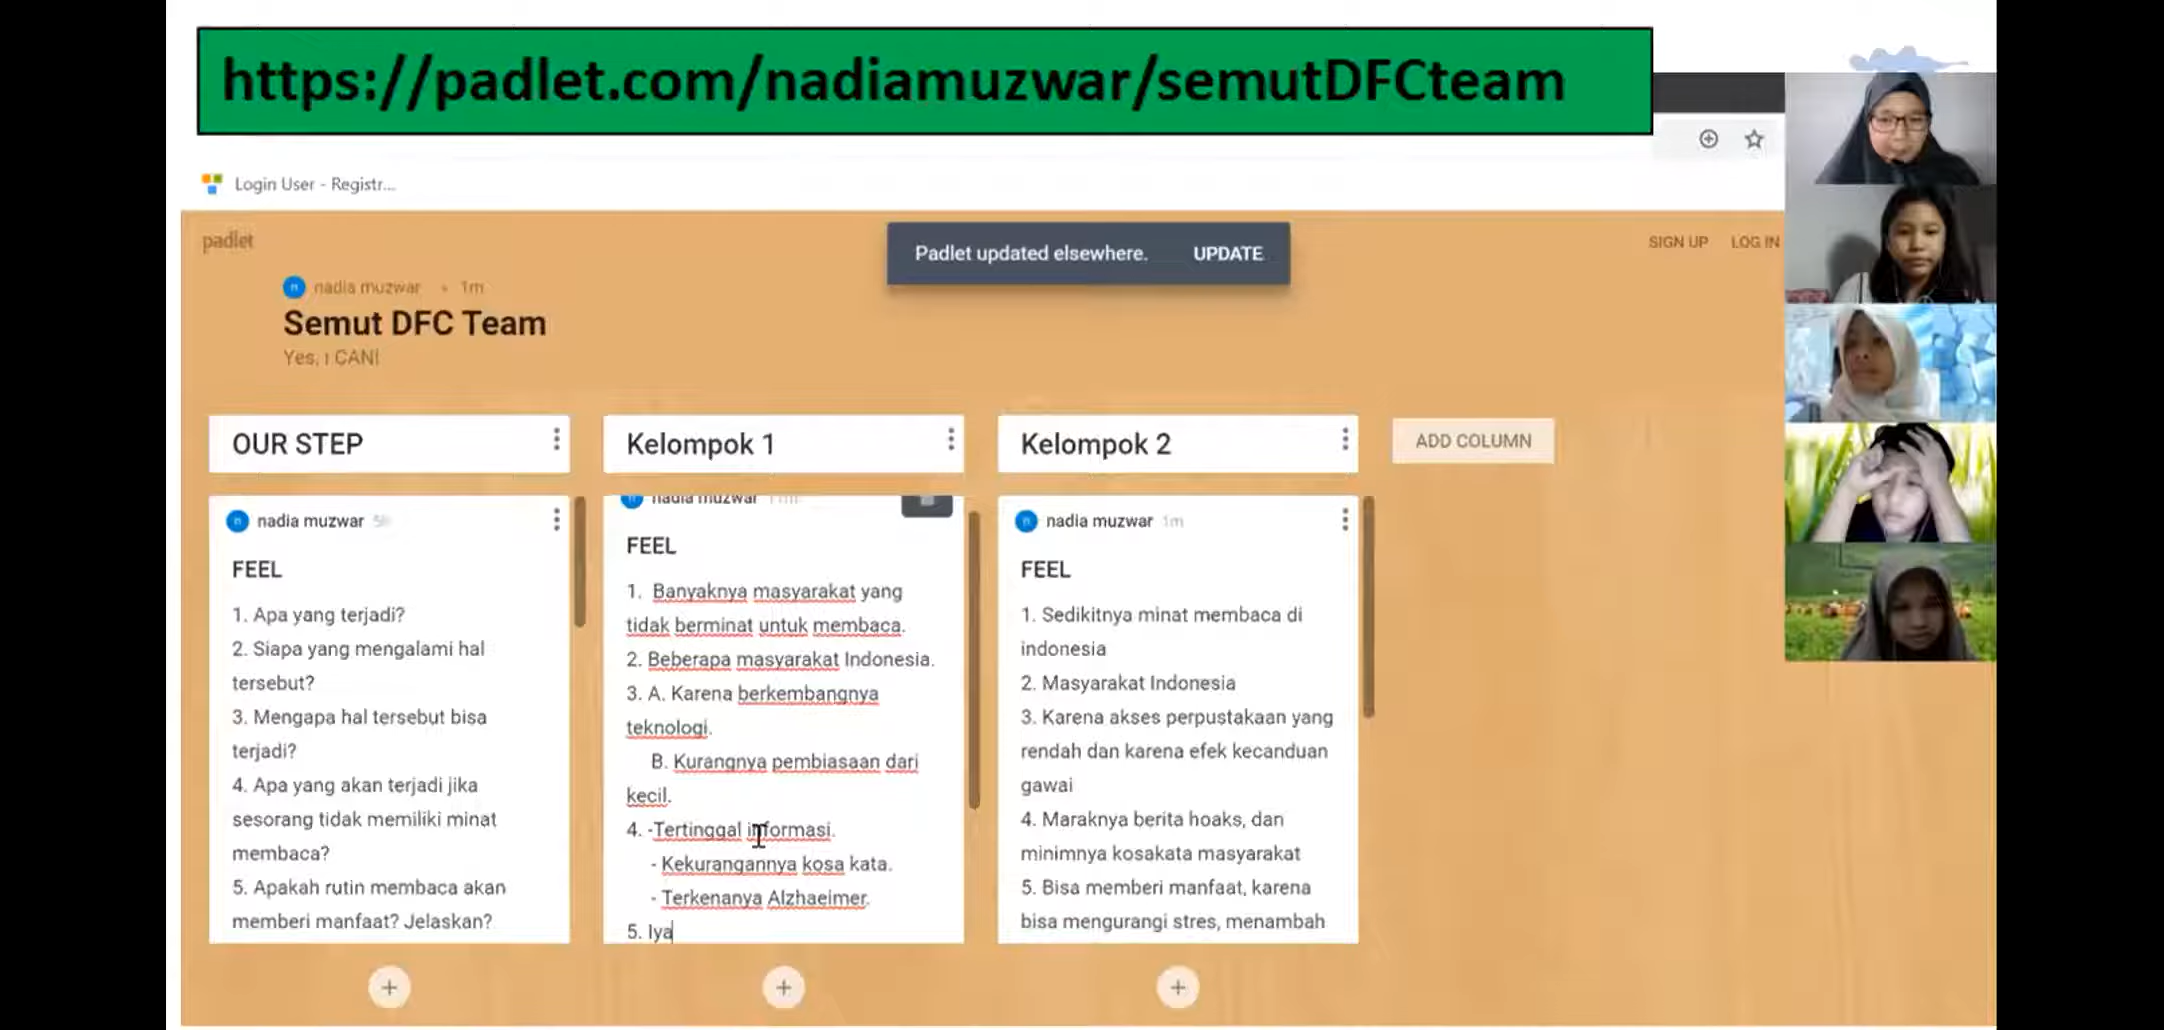 https://padlet.com/nadiamuzwar/semutDFCteam
Login User - Registr...
padlet
Padlet updated elsewhere. UPDATE
SIGN UP LOG IN
nadia muzwar • 1m
Semut DFC Team
Yes, I CAN!
OUR STEP
nadia muzwar
FEEL
1. Apa yang terjadi?
2. Siapa yang mengalami hal
tersebut?
3. Mengapa hal tersebut bisa
terjadi?
4. Apa yang akan terjadi jika
sesorang tidak memiliki minat
membaca?
5. Apakah rutin membaca akan
memberi manfaat? Jelaskan?
Kelompok 1
nadia muzwar
FEEL
1. Banyaknya masyarakat yang
tidak berminat untuk membaca.
2. Beberapa masyarakat Indonesia.
3. A. Karena berkembangnya
teknologi.
B. Kurangnya pembiasaan dari
kecil.
4. -Tertinggal informasi.
- Kekurangannya kosa kata.
- Terkenanya Alzhaeimer.
5. Iya
Kelompok 2
nadia muzwar 1m
FEEL
1. Sedikitnya minat membaca di
indonesia
2. Masyarakat Indonesia
3. Karena akses perpustakaan yang
rendah dan karena efek kecanduan
gawai
4. Maraknya berita hoaks, dan
minimnya kosakata masyarakat
5. Bisa memberi manfaat, karena
bisa mengurangi stres, menambah
ADD COLUMN